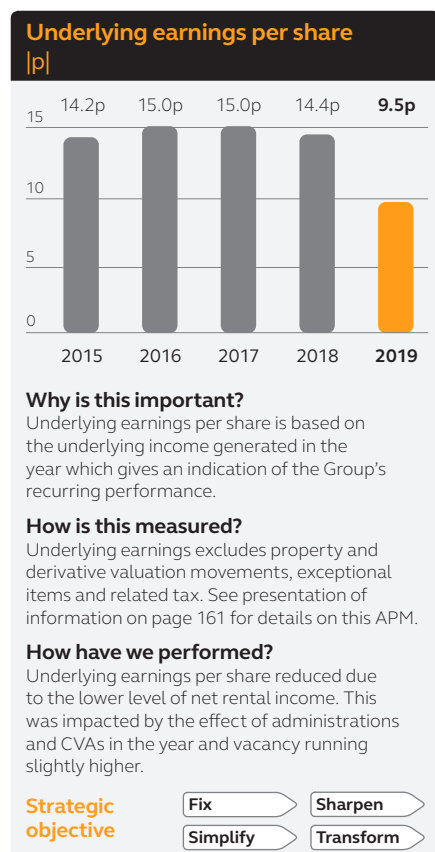 Underlying earnings per share
|p|
14.2p 15.0p 15.0p 14.4p 9.5p
15
10
5
0
2015 2016 2017 2018 2019
Why is this important?
Underlying earnings per share is based on
the underlying income generated in the
year which gives an indication of the Group’s
recurring performance.
How is this measured?
Underlying earnings excludes property and
derivative valuation movements, exceptional
items and related tax. See presentation of
information on page 161 for details on this APM.
How have we performed?
Underlying earnings per share reduced due
to the lower level of net rental income. This
was impacted by the effect of administrations
and CVAs in the year and vacancy running
slightly higher.
Strategic
objective
Fix Sharpen
Simplify Transform